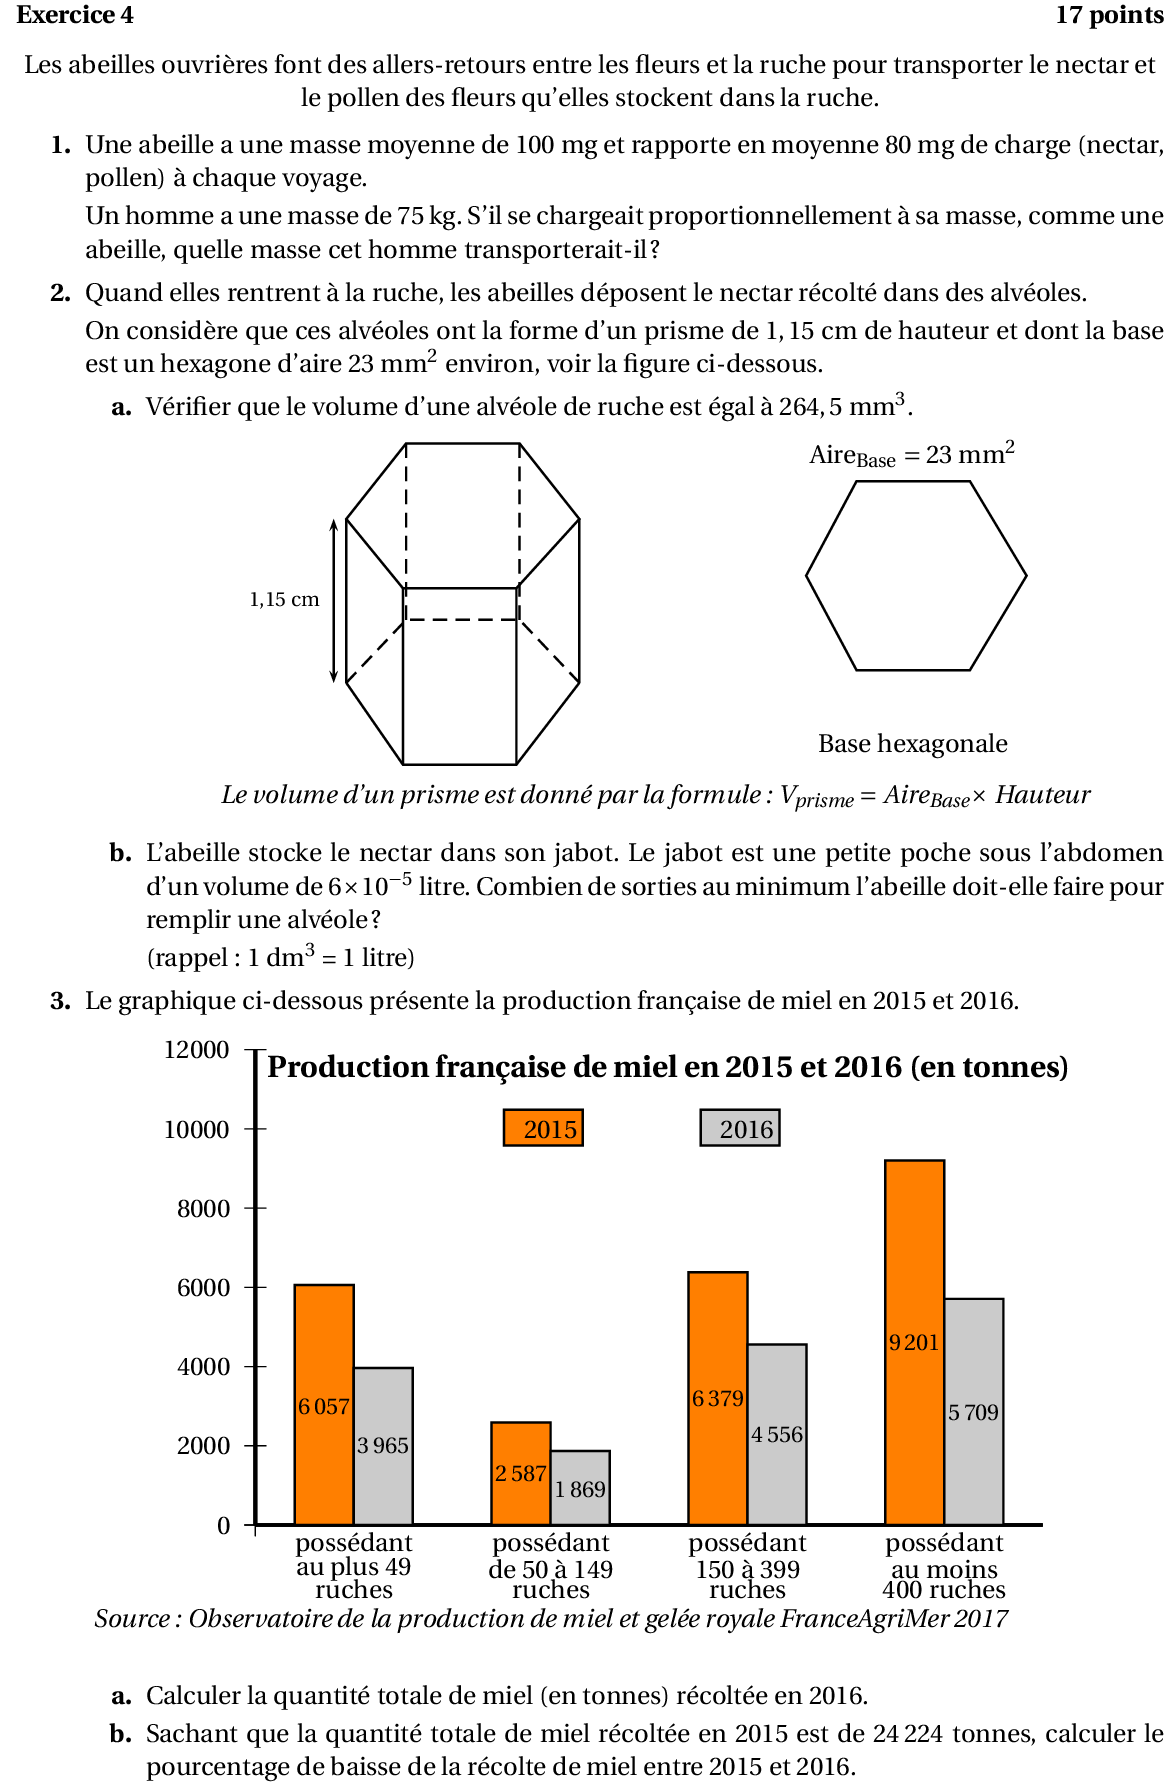 Exercice 4 17 points
Les abeilles ouvrières font des allers-retours entre les fleurs et la ruche pour transporter le nectar et
le pollen des fleurs qu'elles stockent dans la ruche.
1. Une abeille a une masse moyenne de 100 mg et rapporte en moyenne 80 mg de charge (nectar,
pollen) à chaque voyage.
Un homme a une masse de 75 kg. S'il se chargeait proportionnellement à sa masse, comme une
abeille, quelle masse cet homme transporterait-il ?
2. Quand elles rentrent à la ruche, les abeilles déposent le nectar récolté dans des alvéoles.
On considère que ces alvéoles ont la forme d'un prisme de 1, 15 cm de hauteur et dont la base
est un hexagone d'aire 23 mm² environ, voir la figure ci-dessous.
a. Vérifier que le volume d'une alvéole de ruche est égal à 264, 5 mm³.
Aire_Base = 23 mm²
1,15 cm
Base hexagonale
Le volume d'un prisme est donné par la formule : V_prisme = Aire_Base × Hauteur
b. L'abeille stocke le nectar dans son jabot. Le jabot est une petite poche sous l'abdomen
d'un volume de 6 × 10⁻⁵ litre. Combien de sorties au minimum l'abeille doit-elle faire pour
remplir une alvéole ?
(rappel : 1 dm³ = 1 litre)
3. Le graphique ci-dessous présente la production française de miel en 2015 et 2016.
12000
Production française de miel en 2015 et 2016 (en tonnes)
10000
2015 2016
8000
6000
4000
2000
0
6 057
3 965
2 587
1 869
6 379
4 556
9 201
5 709
possédant possédant possédant possédant
au plus 49 de 50 à 149 150 à 399 au moins
ruches ruches ruches 400 ruches
Source : Observatoire de la production de miel et gelée royale FranceAgriMer 2017
a. Calculer la quantité totale de miel (en tonnes) récoltée en 2016.
b. Sachant que la quantité totale de miel récoltée en 2015 est de 24 224 tonnes, calculer le
pourcentage de baisse de la récolte de miel entre 2015 et 2016.